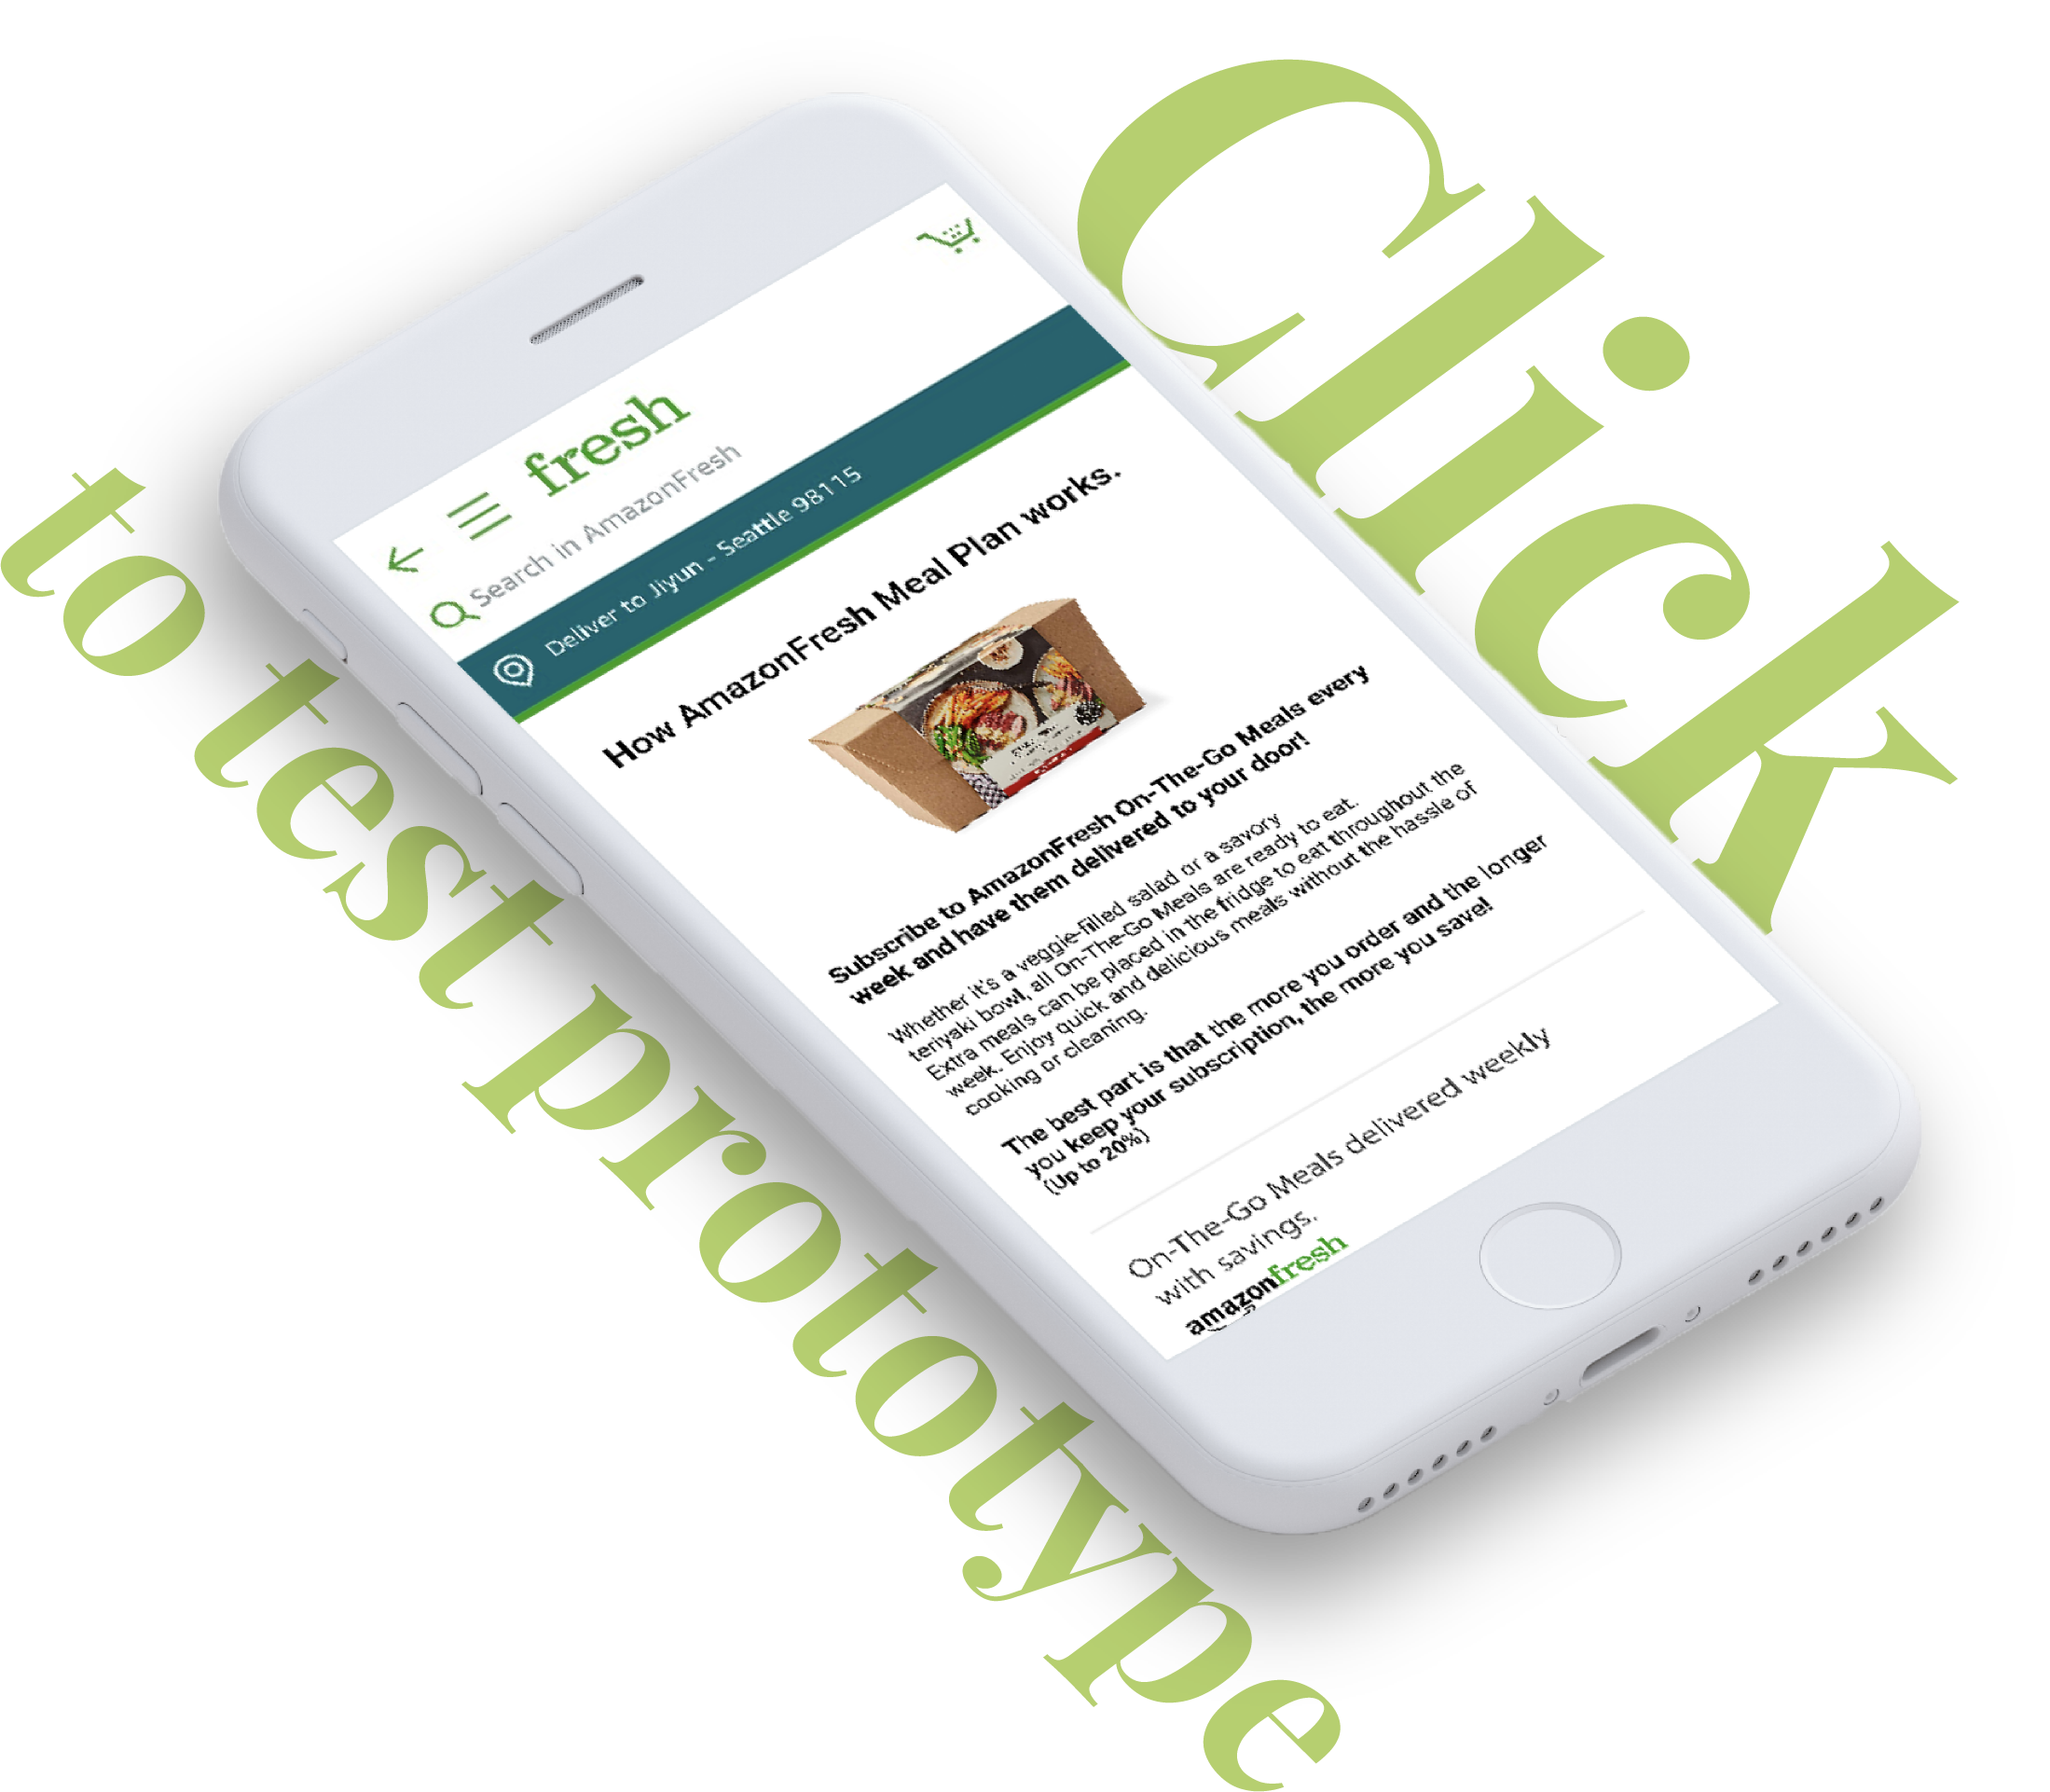 Click
fresh
Search in AmazonFresh
Deliver to Jiyun - Seattle 98115
How AmazonFresh Meal Plan works.
Subscribe to AmazonFresh On-The-Go Meals every
week and have them delivered to your door!
Whether it's a veggie-filled salad or a savory
teriyaki bowl, all On-The-Go Meals are ready to eat.
Extra meals can be placed in the fridge to eat throughout the
week. Enjoy quick and delicious meals without the hassle of
cooking or cleaning.
The best part is that the more you order and the longer
you keep your subscription, the more you save!
(Up to 20%)
On-The-Go Meals delivered weekly
with savings.
amazonfresh
to test prototype